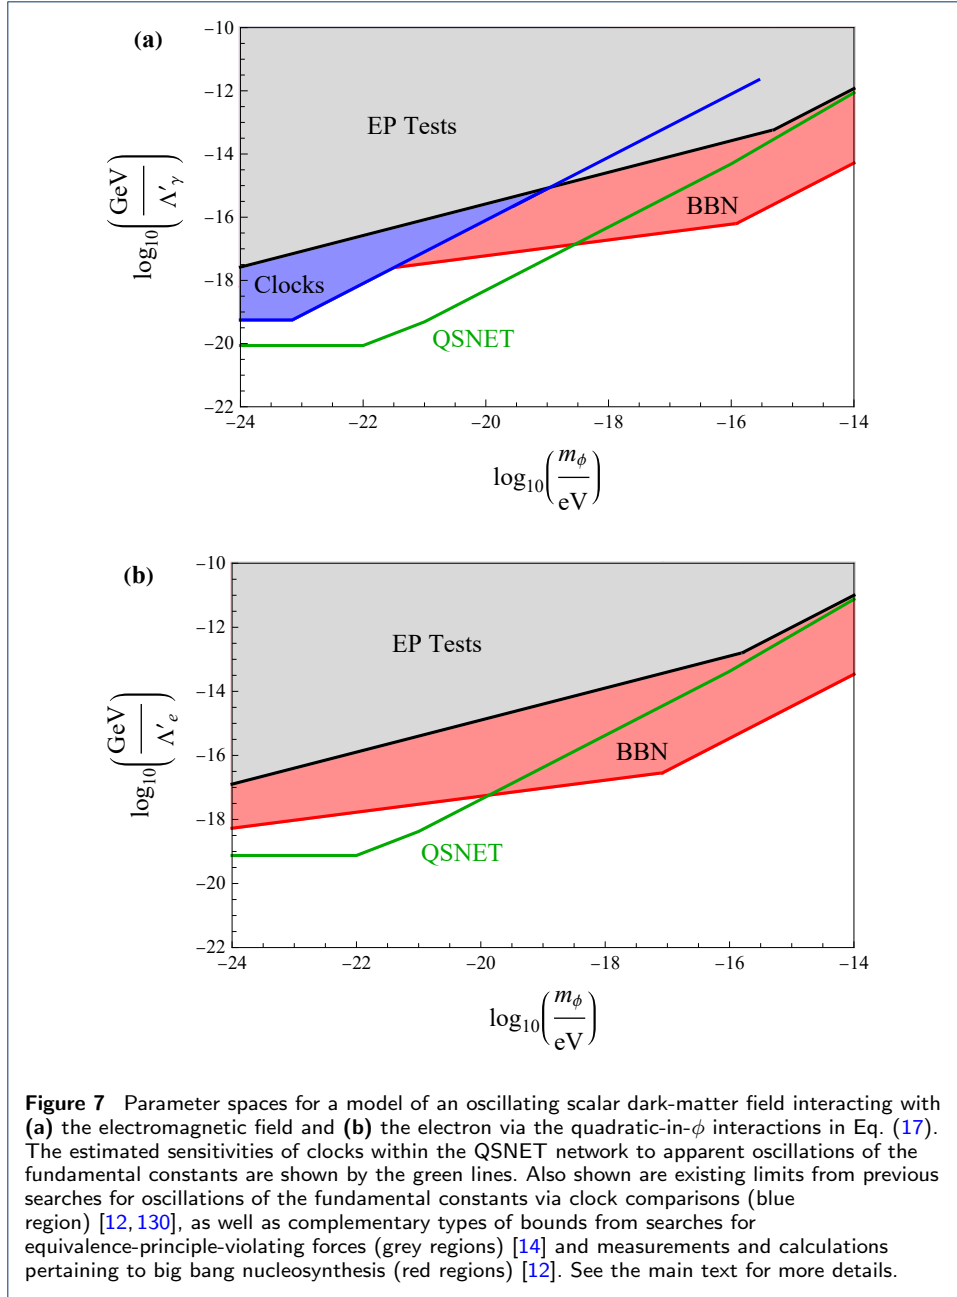 (a)
−10
−12
−14
−16
−18
−20
−22
log10(GeV/Λ′γ)
EP Tests
BBN
Clocks
QSNET
−24 −22 −20 −18 −16 −14
log10(mϕ/eV)
(b)
−10
−12
−14
−16
−18
−20
−22
log10(GeV/Λ′e)
EP Tests
BBN
QSNET
−24 −22 −20 −18 −16 −14
log10(mϕ/eV)
Figure 7 Parameter spaces for a model of an oscillating scalar dark-matter field interacting with
(a) the electromagnetic field and (b) the electron via the quadratic-in-ϕ interactions in Eq. (17).
The estimated sensitivities of clocks within the QSNET network to apparent oscillations of the
fundamental constants are shown by the green lines. Also shown are existing limits from previous
searches for oscillations of the fundamental constants via clock comparisons (blue
region) [12, 130], as well as complementary types of bounds from searches for
equivalence-principle-violating forces (grey regions) [14] and measurements and calculations
pertaining to big bang nucleosynthesis (red regions) [12]. See the main text for more details.